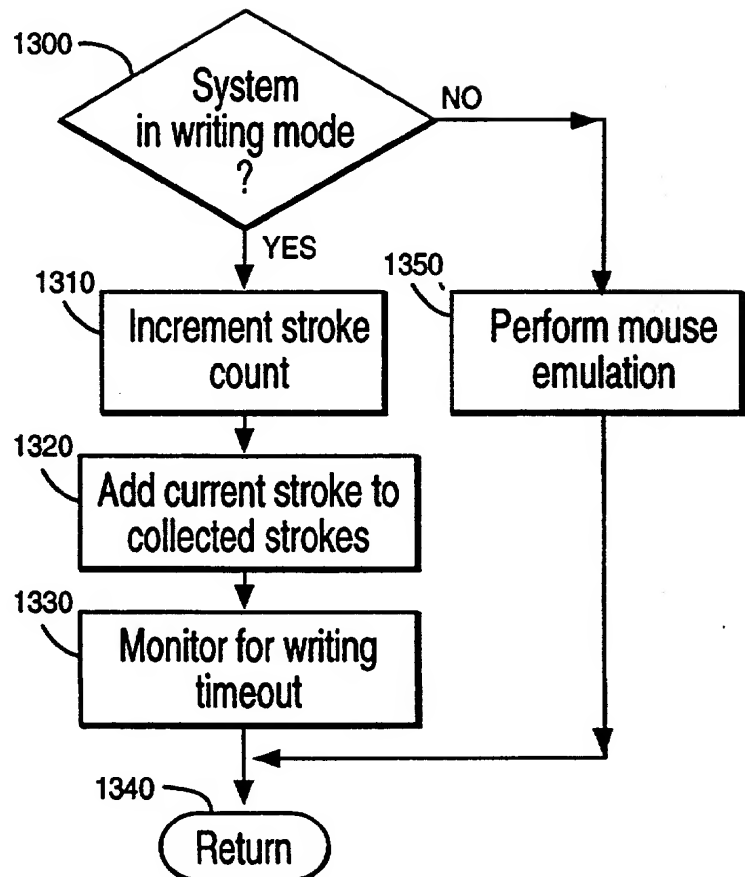 1300
System
in writing mode
?
NO
YES
1310
Increment stroke
count
1350
Perform mouse
emulation
1320
Add current stroke to
collected strokes
1330
Monitor for writing
timeout
1340
Return